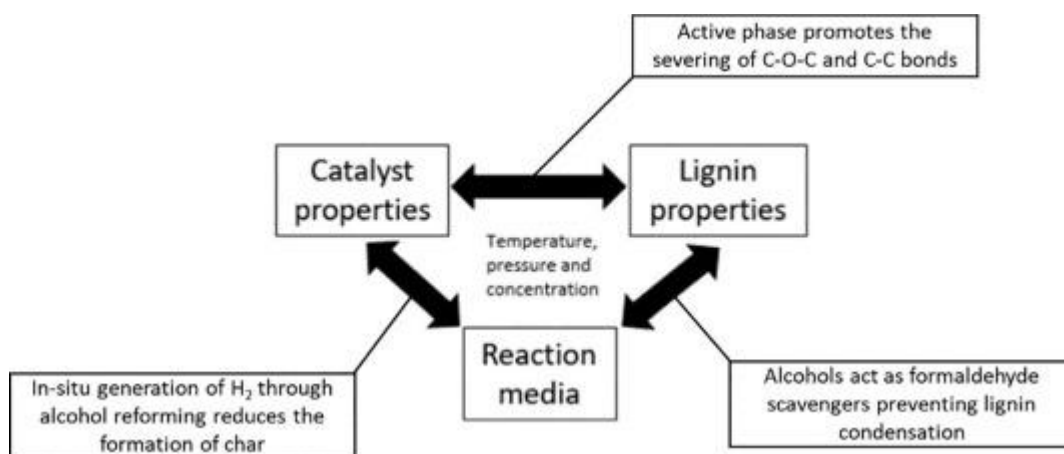 Active phase promotes the
severing of C-O-C and C-C bonds
Catalyst
properties
Lignin
properties
Temperature,
pressure and
concentration
Reaction
media
In-situ generation of H₂ through
alcohol reforming reduces the
formation of char
Alcohols act as formaldehyde
scavengers preventing lignin
condensation